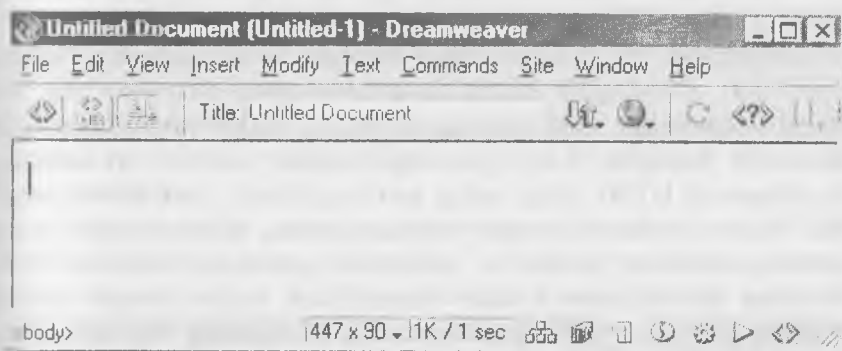 Untitled Document (Untitled-1) - Dreamweaver
File Edit View Insert Modify Text Commands Site Window Help
Title: Untitled Document
<?> {},
body> 447 x 90 1K / 1 sec